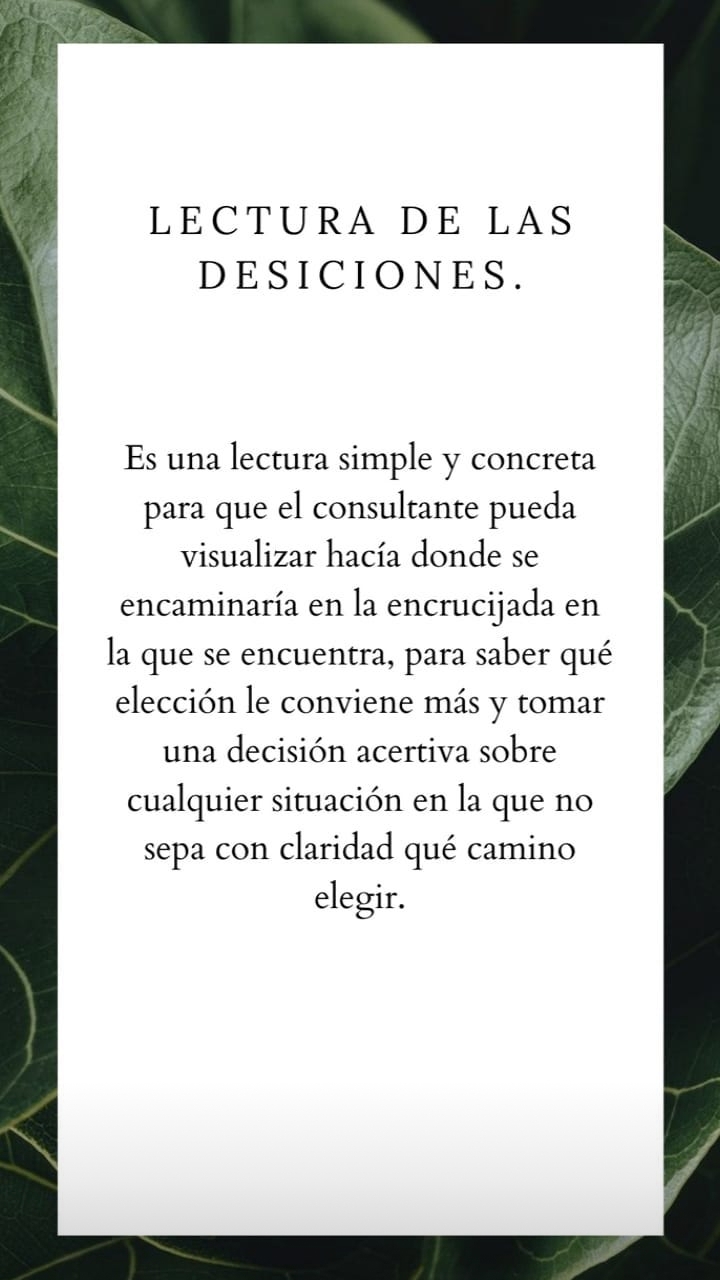 LECTURA DE LAS
DESICIONES.
Es una lectura simple y concreta
para que el consultante pueda
visualizar hacía donde se
encaminaría en la encrucijada en
la que se encuentra, para saber qué
elección le conviene más y tomar
una decisión acertiva sobre
cualquier situación en la que no
sepa con claridad qué camino
elegir.